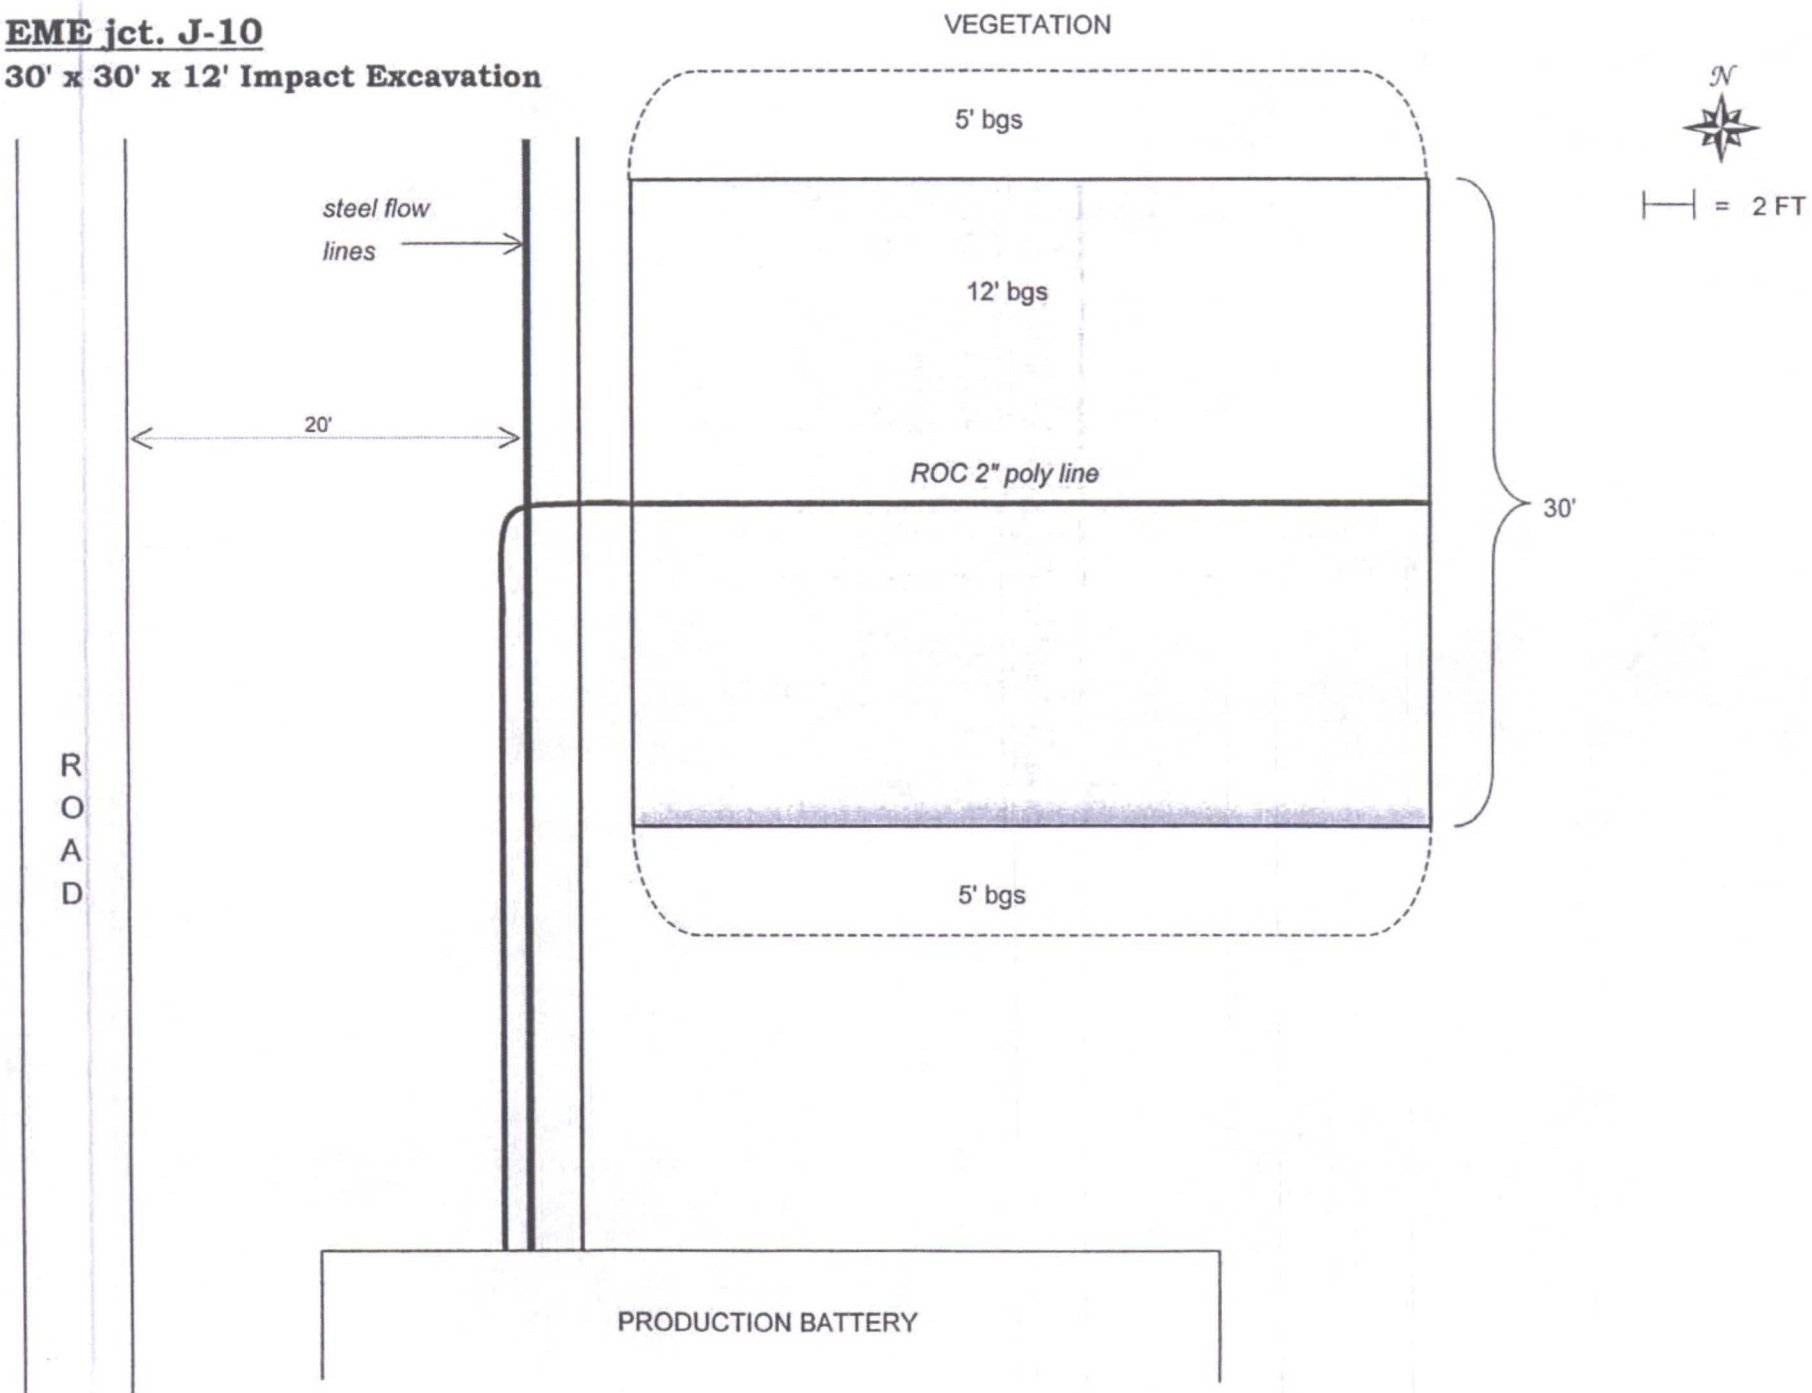 EME jct. J-10
30' x 30' x 12' Impact Excavation
VEGETATION
N
5' bgs
= 2 FT
steel flow
lines
12' bgs
20'
ROC 2" poly line
30'
R
O
A
D
5' bgs
PRODUCTION BATTERY